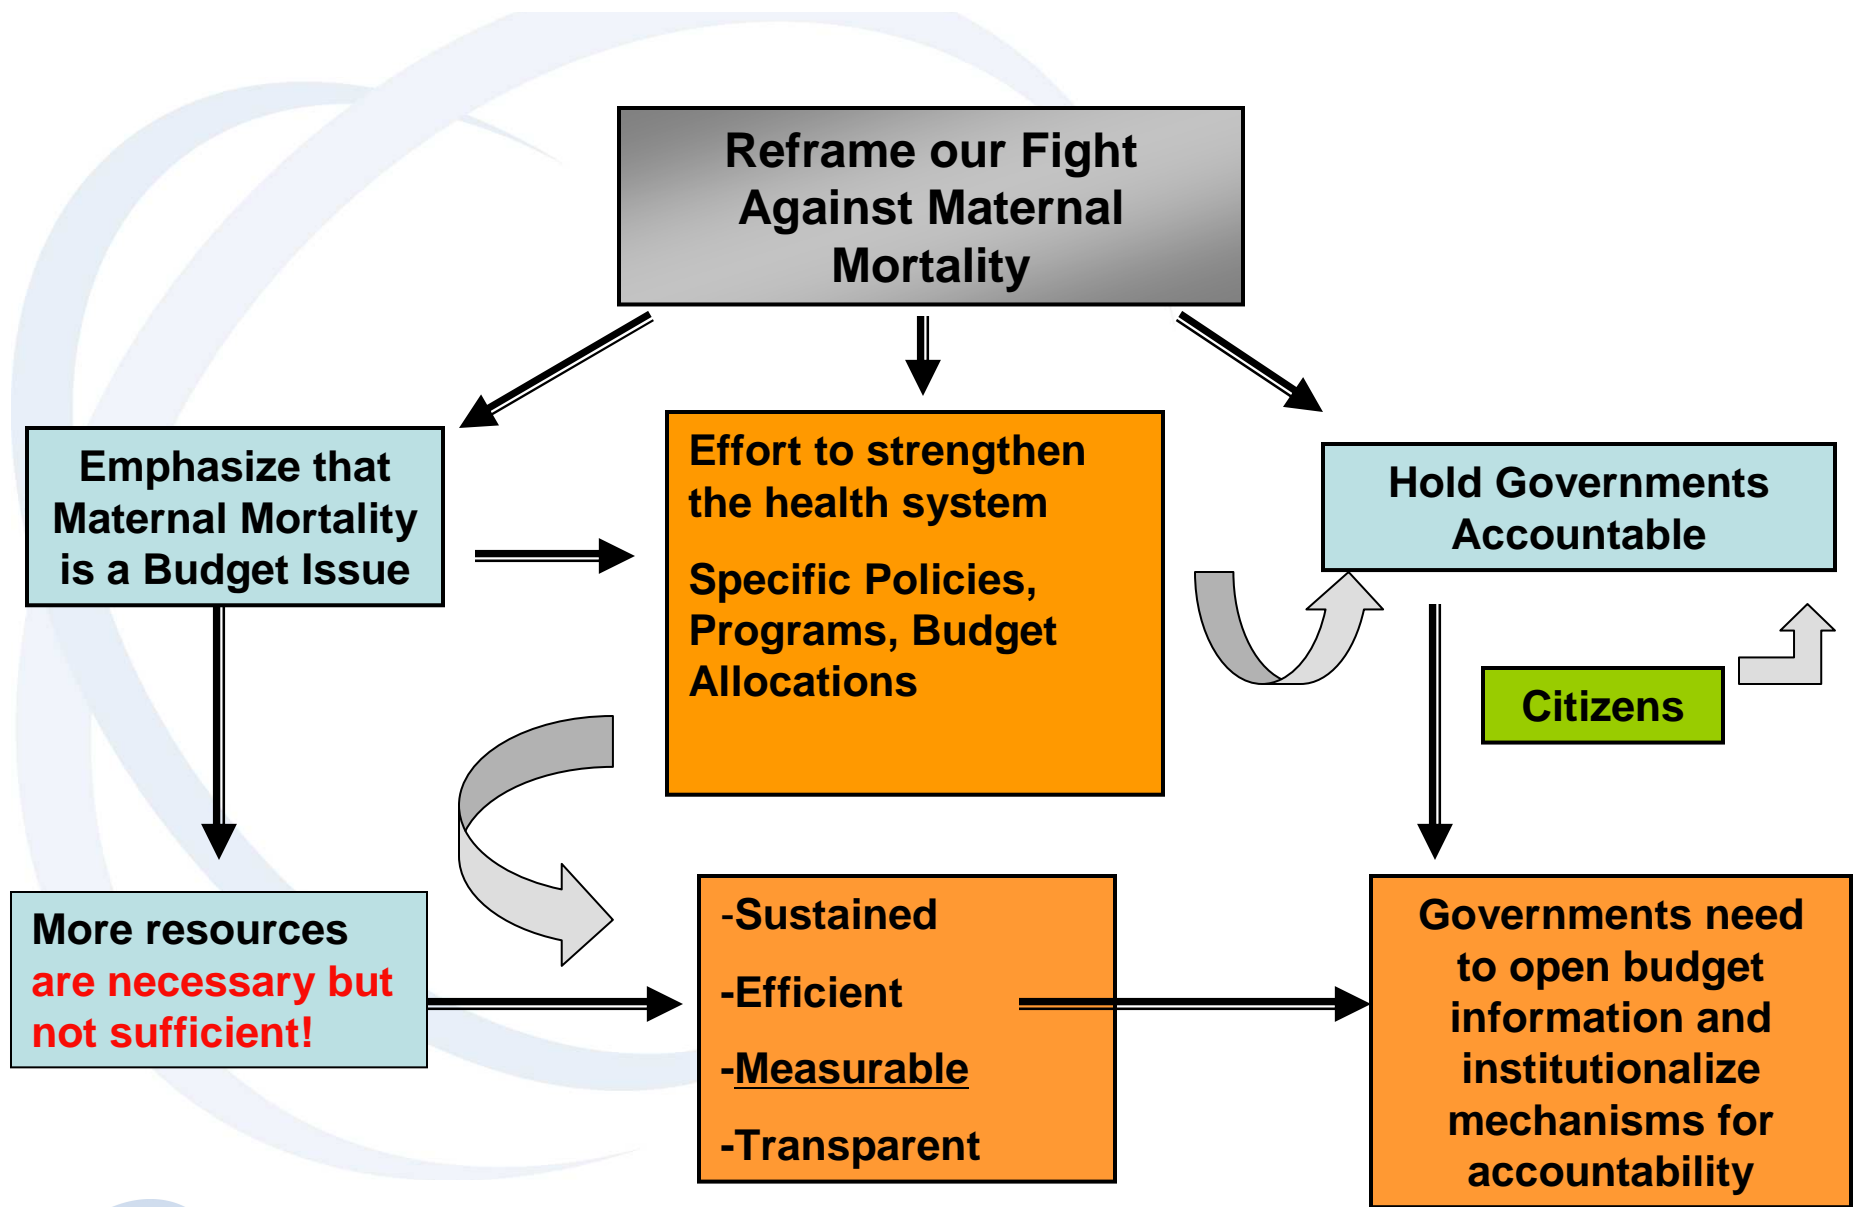 Reframe our Fight
Against Maternal
Mortality
Emphasize that
Maternal Mortality
is a Budget Issue
Effort to strengthen
the health system
Specific Policies,
Programs, Budget
Allocations
Hold Governments
Accountable
Citizens
More resources
are necessary but
not sufficient!
-Sustained
-Efficient
-Measurable
-Transparent
Governments need
to open budget
information and
institutionalize
mechanisms for
accountability